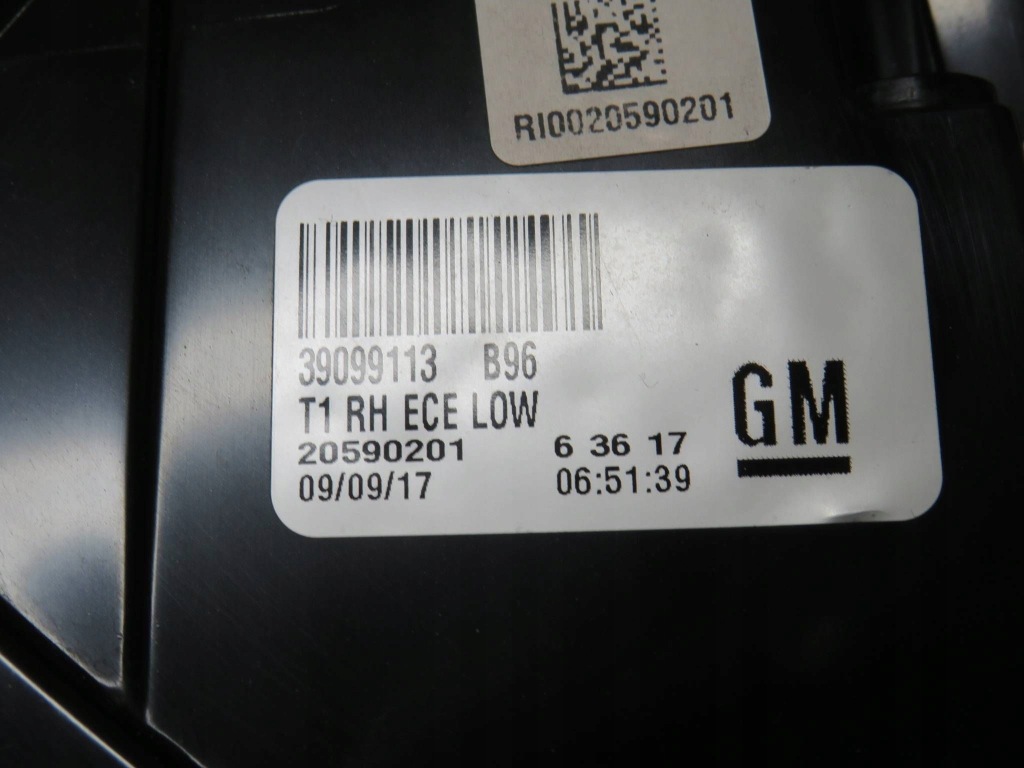 RI0020590201
39099113 B96
T1 RH ECE LOW
20590201 6 36 17
09/09/17 06:51:39
GM